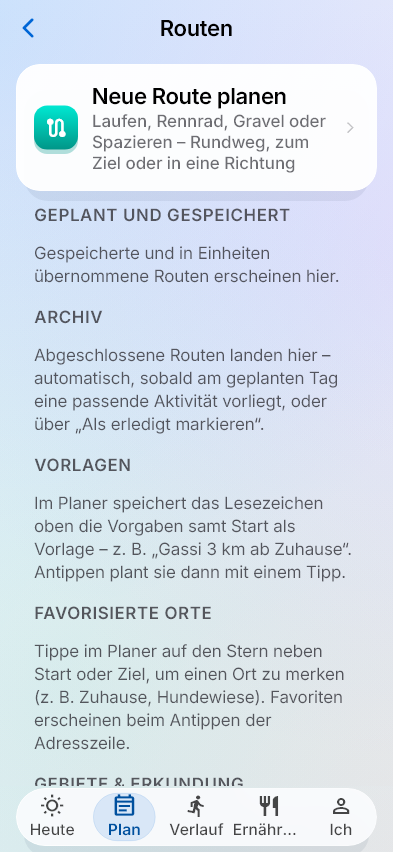 Routen
Neue Route planen
Laufen, Rennrad, Gravel oder
Spazieren – Rundweg, zum
Ziel oder in eine Richtung
GEPLANT UND GESPEICHERT
Gespeicherte und in Einheiten
übernommene Routen erscheinen hier.
ARCHIV
Abgeschlossene Routen landen hier –
automatisch, sobald am geplanten Tag
eine passende Aktivität vorliegt, oder
über „Als erledigt markieren“.
VORLAGEN
Im Planer speichert das Lesezeichen
oben die Vorgaben samt Start als
Vorlage – z. B. „Gassi 3 km ab Zuhause“.
Antippen plant sie dann mit einem Tipp.
FAVORISIERTE ORTE
Tippe im Planer auf den Stern neben
Start oder Ziel, um einen Ort zu merken
(z. B. Zuhause, Hundewiese). Favoriten
erscheinen beim Antippen der
Adresszeile.
GEBIETE & ERKUNDUNG
Heute Plan Verlauf Ernähr... Ich